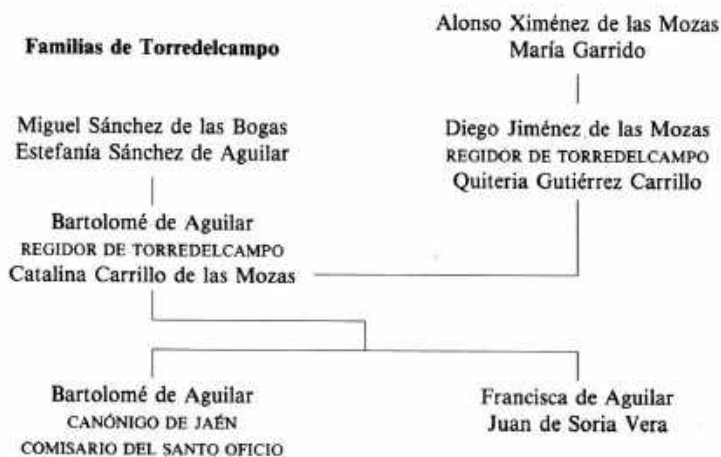 Familias de Torredelcampo
Alonso Ximénez de las Mozas
María Garrido
Miguel Sánchez de las Bogas
Estefanía Sánchez de Aguilar
Diego Jiménez de las Mozas
REGIDOR DE TORREDELCAMPO
Quiteria Gutiérrez Carrillo
Bartolomé de Aguilar
REGIDOR DE TORREDELCAMPO
Catalina Carrillo de las Mozas
Bartolomé de Aguilar
CANÓNIGO DE JAÉN
COMISARIO DEL SANTO OFICIO
Francisca de Aguilar
Juan de Soria Vera